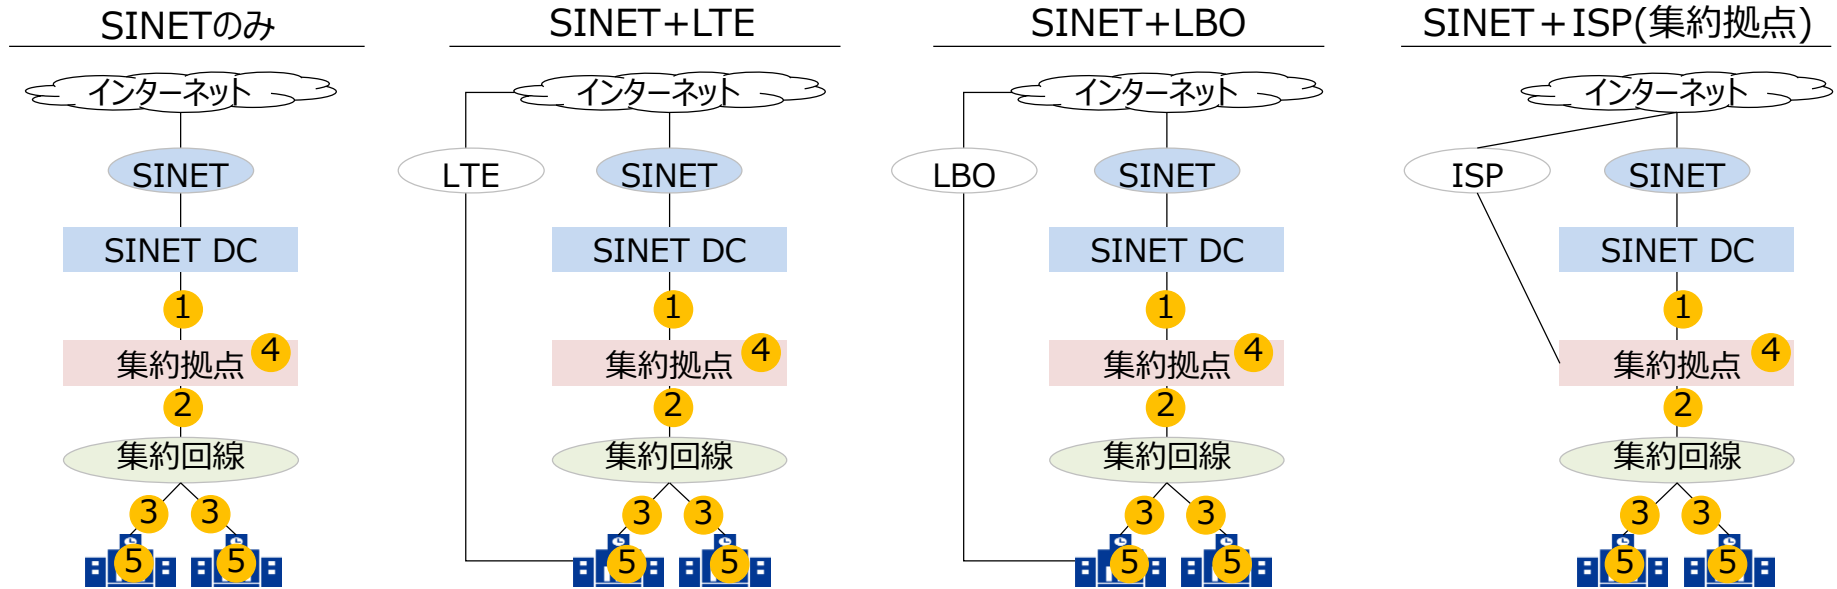 SINETのみ
インターネット
SINET
SINET DC
1
集約拠点 4
2
集約回線
3 3
5 5
SINET+LTE
インターネット
LTE SINET
SINET DC
1
集約拠点 4
2
集約回線
3 3
5 5
SINET+LBO
インターネット
LBO SINET
SINET DC
1
集約拠点 4
2
集約回線
3 3
5 5
SINET+ISP(集約拠点)
インターネット
ISP SINET
SINET DC
1
集約拠点 4
2
集約回線
3 3
5 5